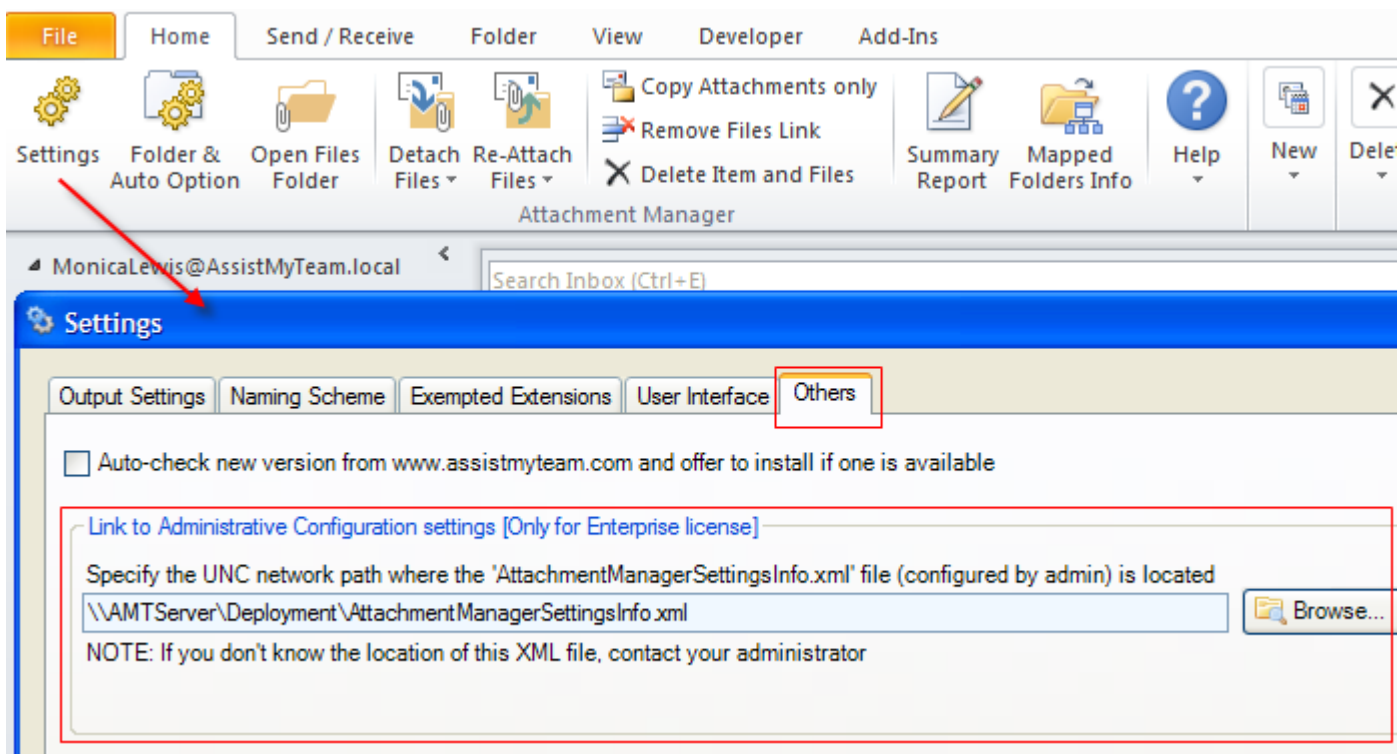 File Home Send / Receive Folder View Developer Add-Ins
Settings
Folder &
Auto Option
Open Files
Folder
Detach
Files
Re-Attach
Files
Copy Attachments only
Remove Files Link
Delete Item and Files
Summary
Report
Mapped
Folders Info
Help
New
Delet
Attachment Manager
MonicaLewis@AssistMyTeam.local
Search Inbox (Ctrl+E)
Settings
Output Settings Naming Scheme Exempted Extensions User Interface Others
Auto-check new version from www.assistmyteam.com and offer to install if one is available
Link to Administrative Configuration settings [Only for Enterprise license]
Specify the UNC network path where the 'AttachmentManagerSettingsInfo.xml' file (configured by admin) is located
\\AMTServer\Deployment\AttachmentManagerSettingsInfo.xml
Browse...
NOTE: If you don't know the location of this XML file, contact your administrator